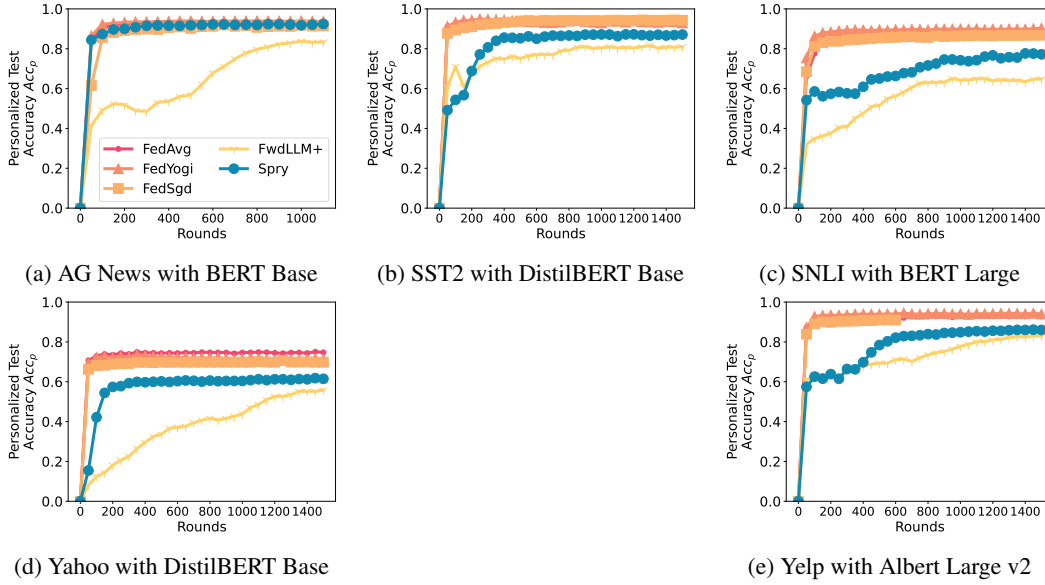 1.0
0.8
0.6
0.4
0.2
0.0
Personalized Test
Accuracy Acc_p
0 200 400 600 800 1000
Rounds
FedAvg
FedYogi
FedSgd
FwdLLM+
Spry
(a) AG News with BERT Base
1.0
0.8
0.6
0.4
0.2
0.0
Personalized Test
Accuracy Acc_p
0 200 400 600 800 1000 1200 1400
Rounds
(b) SST2 with DistilBERT Base
1.0
0.8
0.6
0.4
0.2
0.0
Personalized Test
Accuracy Acc_p
0 200 400 600 800 1000 1200 1400
Rounds
(c) SNLI with BERT Large
1.0
0.8
0.6
0.4
0.2
0.0
Personalized Test
Accuracy Acc_p
0 200 400 600 800 1000 1200 1400
Rounds
(d) Yahoo with DistilBERT Base
1.0
0.8
0.6
0.4
0.2
0.0
Personalized Test
Accuracy Acc_p
0 200 400 600 800 1000 1200 1400
Rounds
(e) Yelp with Albert Large v2